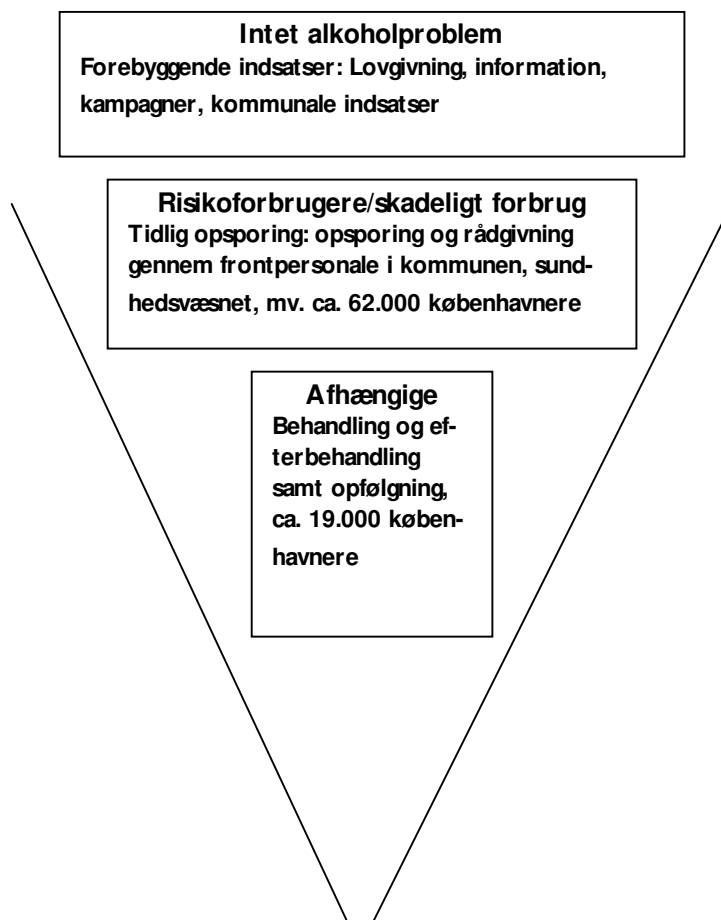 Intet alkoholproblem
Forebyggende indsatser: Lovgivning, information,
kampagner, kommunale indsatser
Risikoforbrugere/skadeligt forbrug
Tidlig opsporing: opsporing og rådgivning
gennem frontpersonale i kommunen, sund-
hedsvæsnet, mv. ca. 62.000 københavnere
Afhængige
Behandling og ef-
terbehandling
samt opfølgning,
ca. 19.000 køben-
havnere